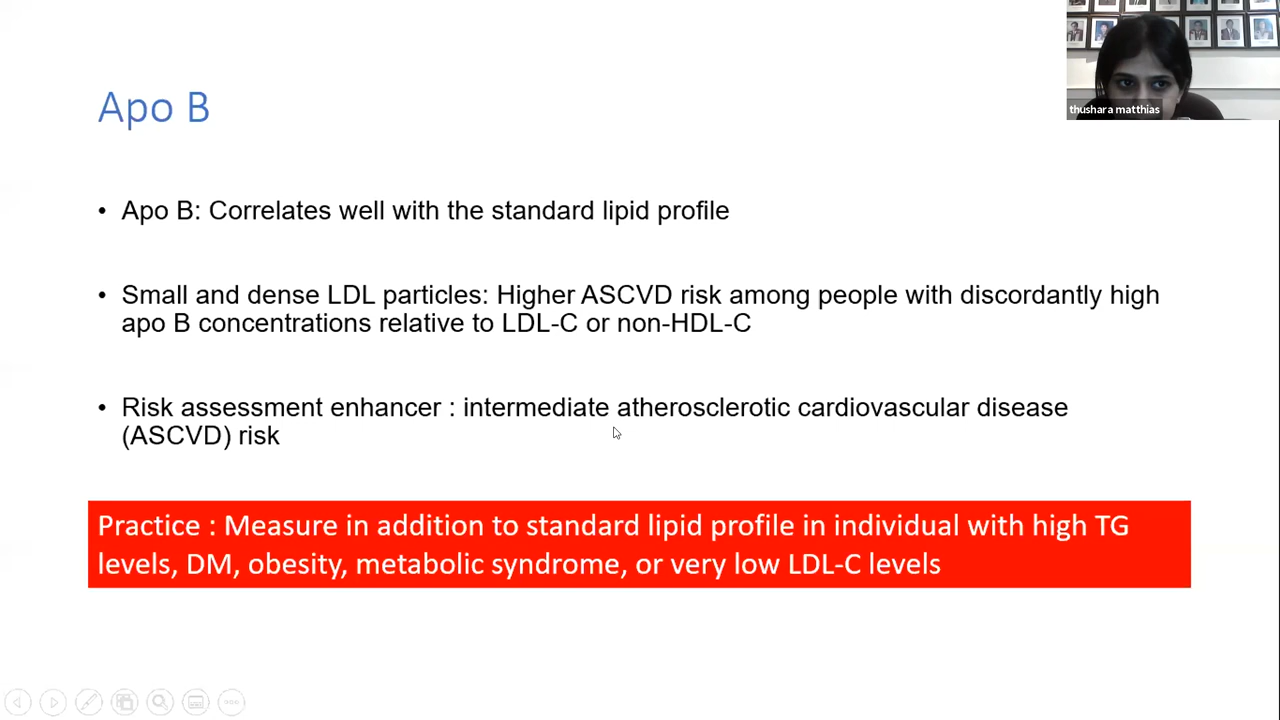 thushara matthias
Apo B
• Apo B: Correlates well with the standard lipid profile
• Small and dense LDL particles: Higher ASCVD risk among people with discordantly high
apo B concentrations relative to LDL-C or non-HDL-C
• Risk assessment enhancer : intermediate atherosclerotic cardiovascular disease
(ASCVD) risk
Practice : Measure in addition to standard lipid profile in individual with high TG
levels, DM, obesity, metabolic syndrome, or very low LDL-C levels